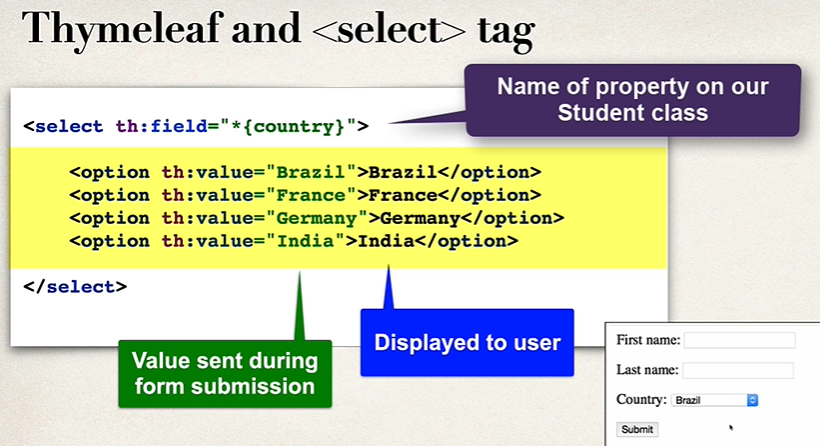 Thymeleaf and <select> tag
Name of property on our
Student class
<select th:field="*{country}">
<option th:value="Brazil">Brazil</option>
<option th:value="France">France</option>
<option th:value="Germany">Germany</option>
<option th:value="India">India</option>
</select>
Value sent during
form submission
Displayed to user
First name:
Last name:
Country: Brazil
Submit